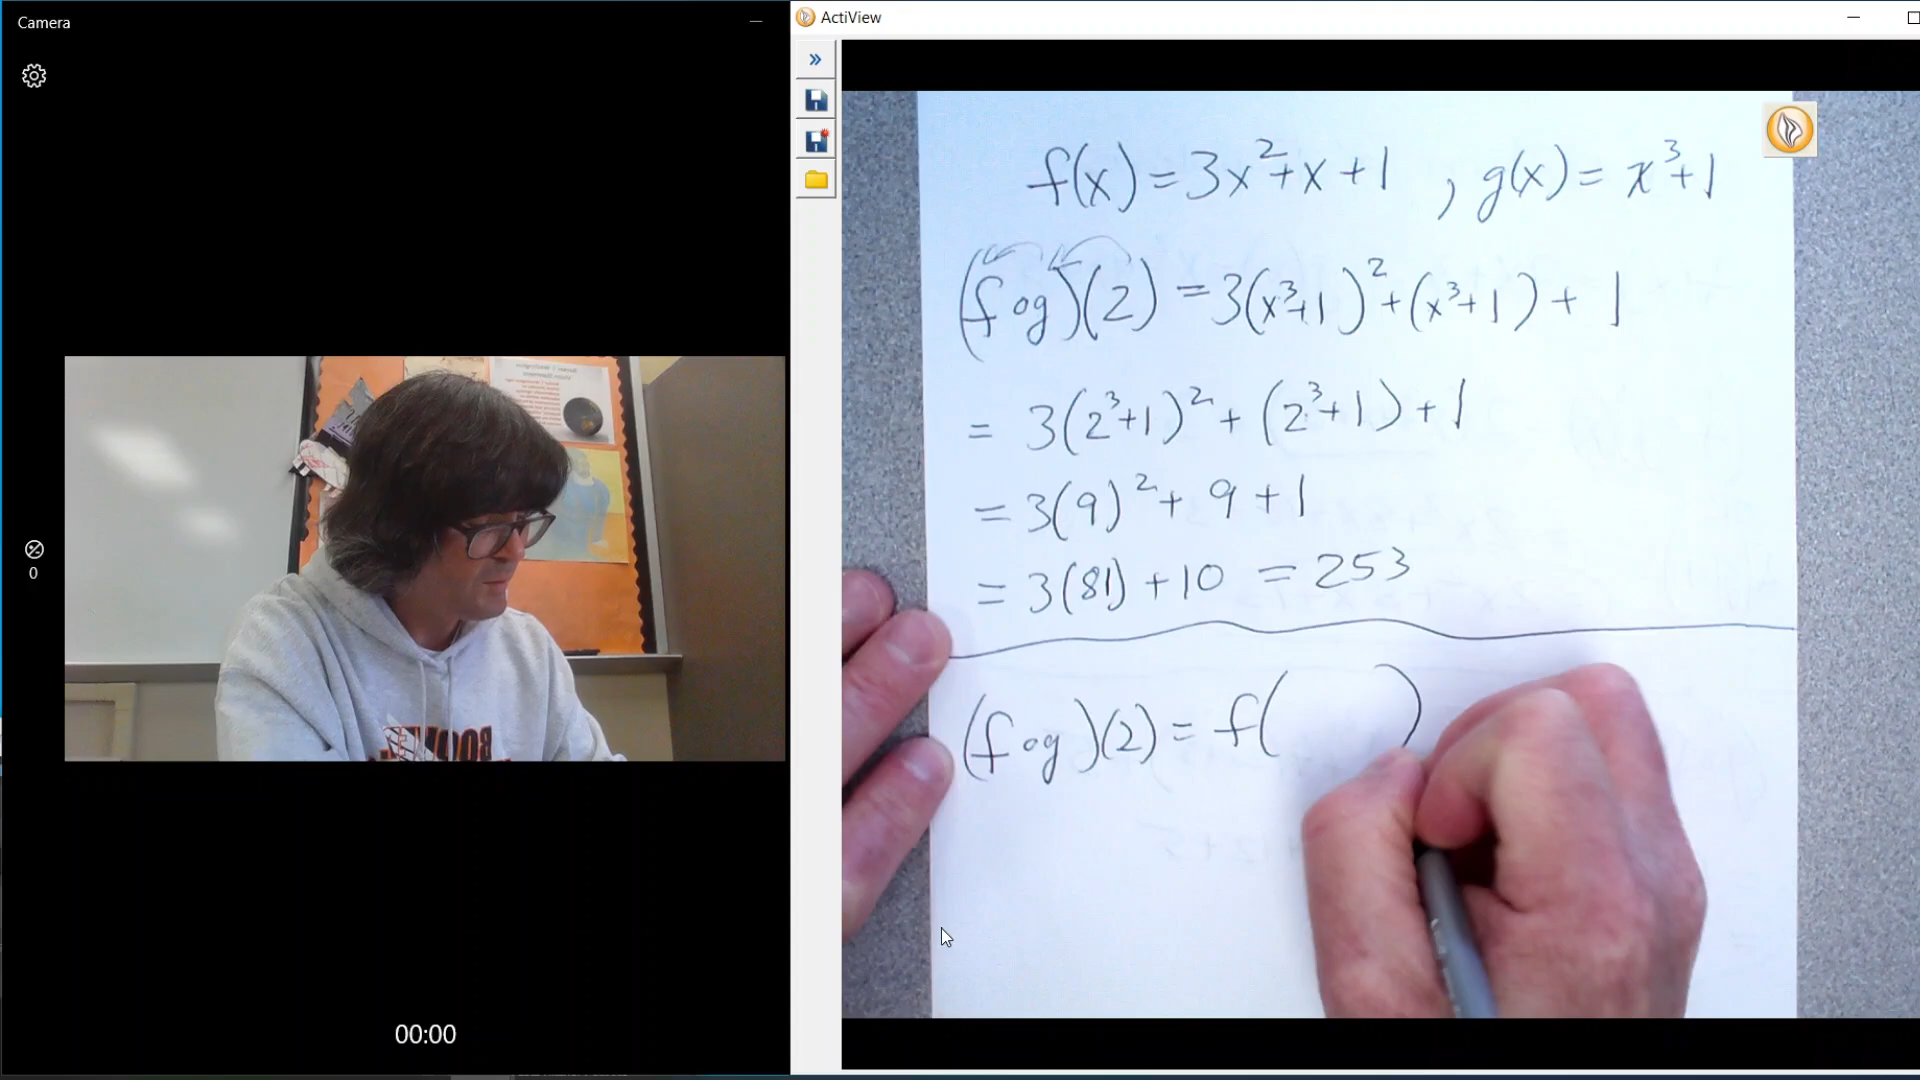 Camera
ActiView
»
f(x) = 3x² + x + 1 , g(x) = x³ + 1
(f o g)(2) = 3(x³+1)² + (x³+1) + 1
= 3(2³+1)² + (2³+1) + 1
= 3(9)² + 9 + 1
= 3(81) + 10 = 253
(f o g)(2) = f( )
0
00:00